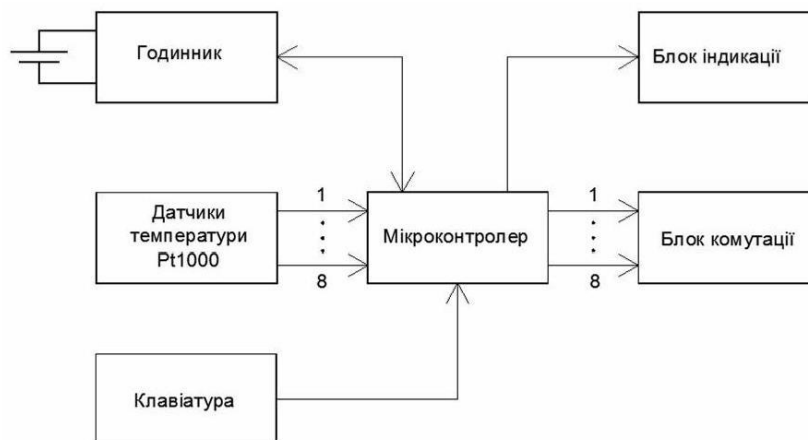 Годинник
Блок індикації
Датчики
температури
Pt1000
1
8
Мікроконтролер
1
8
Блок комутації
Клавіатура